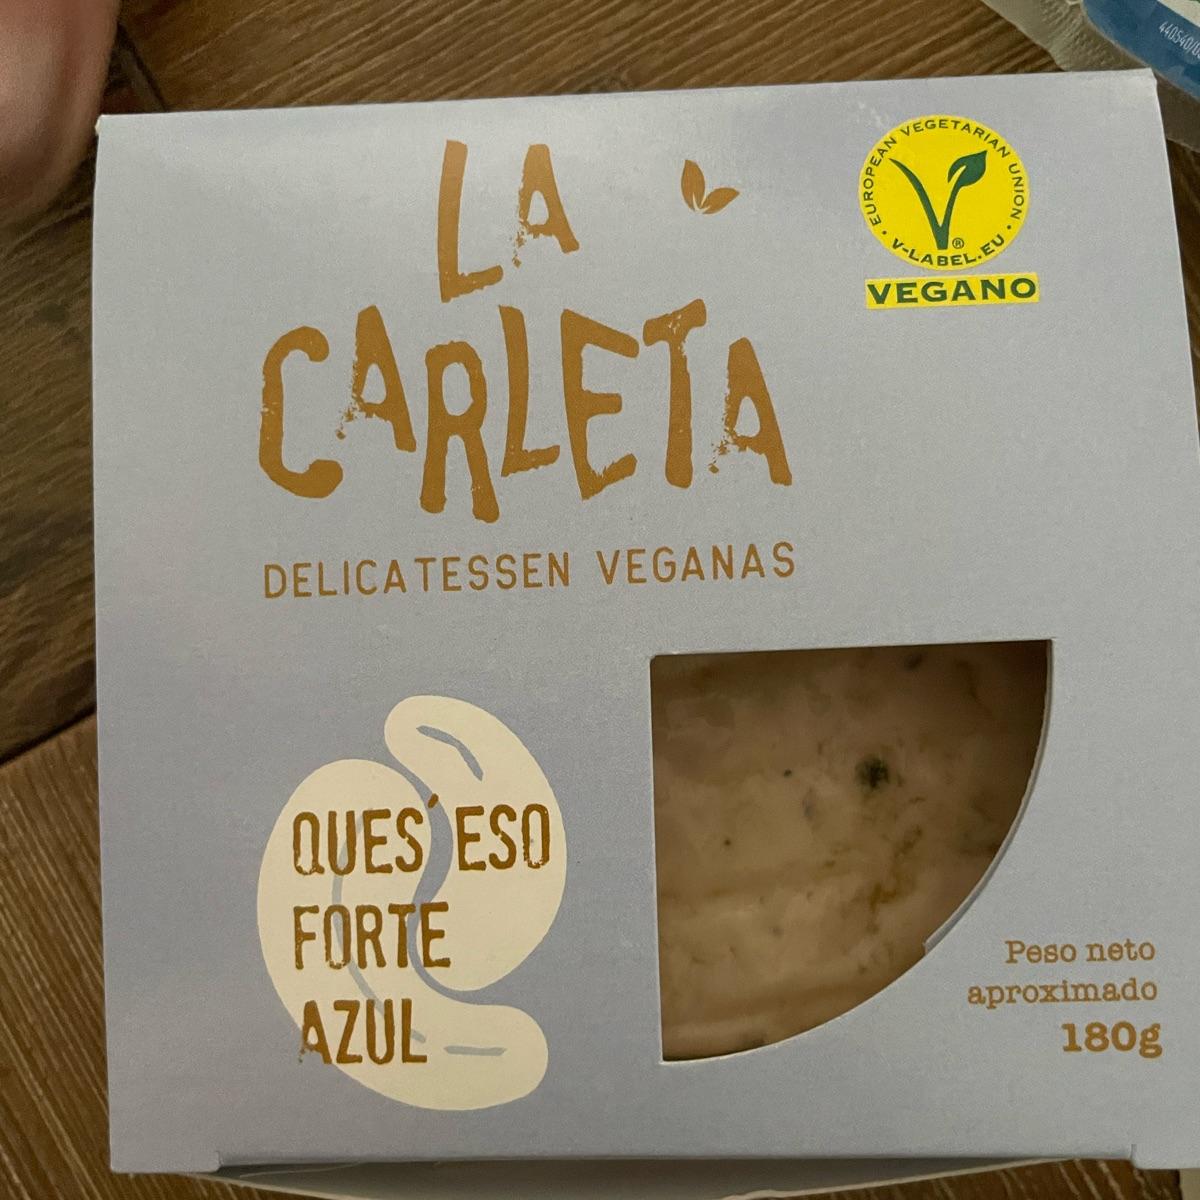 LA
CARLETA
DELICATESSEN VEGANAS
EUROPEAN VEGETARIAN UNION
V-LABEL.EU
®
VEGANO
QUES´ESO
FORTE
AZUL
Peso neto
aproximado
180g